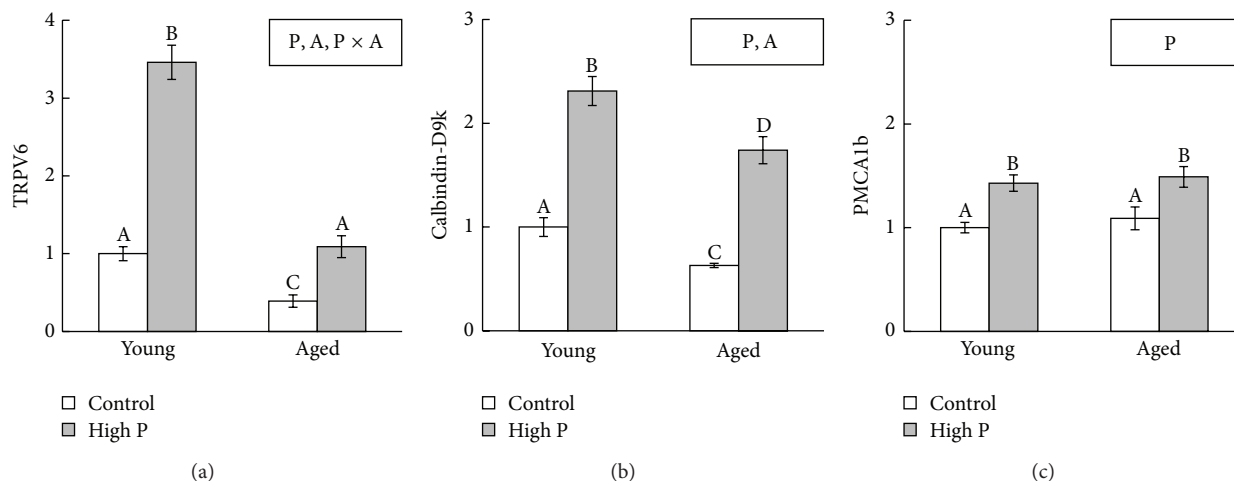 TRPV6
4
3
2
1
0
P, A, P × A
A
B
C
A
Young
Aged
Control
High P
(a)
Calbindin-D9k
3
2
1
0
P, A
A
B
C
D
Young
Aged
Control
High P
(b)
PMCA1b
3
2
1
0
P
A
B
A
B
Young
Aged
Control
High P
(c)